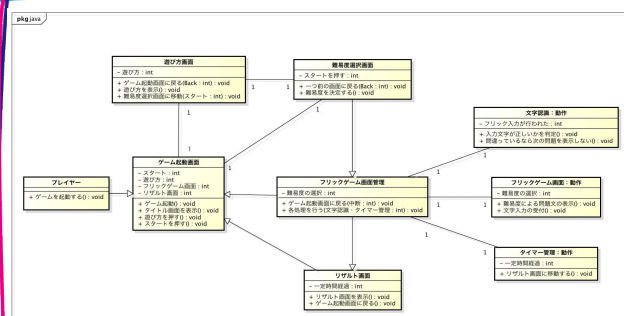 pkg java
遊び方画面
− 遊び方 : int
+ ゲーム起動画面に戻る(Back : int) : void
+ 遊び方を表示() : void
+ 難易度選択画面に移動(スタート : int) : void
難易度選択画面
− スタートを押す : int
+ 一つ前の画面に戻る(Back : int) : void
+ 難易度を決定する() : void
1
1
1
1
1
文字認識 : 動作
− フリック入力が行われた : int
+ 入力文字が正しいかを判定() : void
+ 間違っているなら次の問題を表示しない() : void
1
1
ゲーム起動画面
− スタート : int
− 遊び方 : int
− フリックゲーム画面 : int
− リザルト画面 : int
+ ゲーム起動() : void
+ タイトル画面を表示() : void
+ 遊び方を押す() : void
+ スタートを押す() : void
1
プレイヤー
+ ゲームを起動する() : void
フリックゲーム画面管理
− 難易度の選択 : int
+ ゲーム起動画面に戻る(中断 : int) : void
+ 各処理を行う(文字認識・タイマー管理 : int) : void
1
1
フリックゲーム画面 : 動作
− 難易度の選択 : int
+ 難易度による問題文の表示() : void
+ 文字入力の受付() : void
1
1
タイマー管理 : 動作
− 一定時間経過 : int
+ リザルト画面に移動する() : void
リザルト画面
− 一定時間経過 : int
+ リザルト画面を表示() : void
+ ゲーム起動画面に戻る() : void